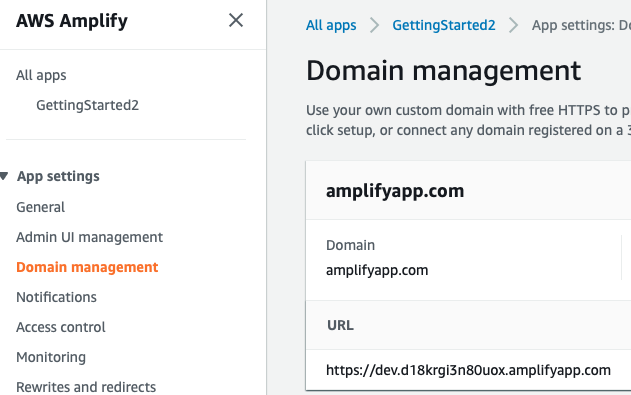 AWS Amplify
All apps
GettingStarted2
App settings
General
Admin UI management
Domain management
Notifications
Access control
Monitoring
Rewrites and redirects
All apps > GettingStarted2 > App settings: Do
Domain management
Use your own custom domain with free HTTPS to p
click setup, or connect any domain registered on a 3
amplifyapp.com
Domain
amplifyapp.com
URL
https://dev.d18krgi3n80uox.amplifyapp.com